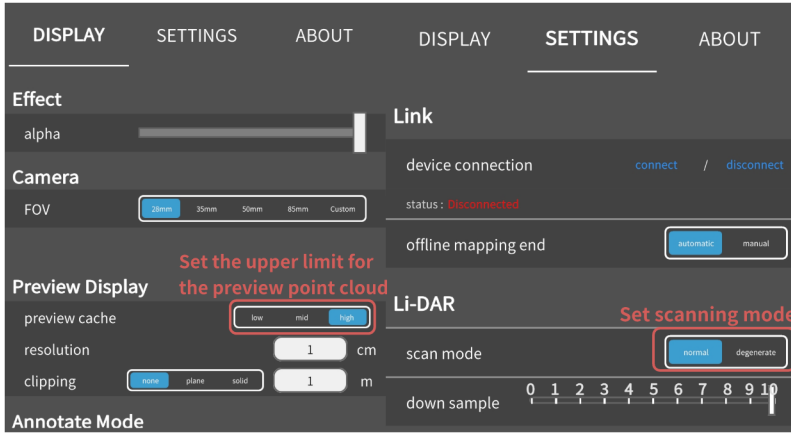 DISPLAY SETTINGS ABOUT
Effect
alpha
Camera
FOV 28mm 35mm 50mm 85mm Custom
Set the upper limit for
the preview point cloud
Preview Display
preview cache low mid high
resolution 1 cm
clipping none plane solid 1 m
Annotate Mode
DISPLAY SETTINGS ABOUT
Link
device connection connect / disconnect
status : Disconnected
offline mapping end automatic manual
Li-DAR
Set scanning mode
scan mode normal degenerate
down sample 0 1 2 3 4 5 6 7 8 9 10